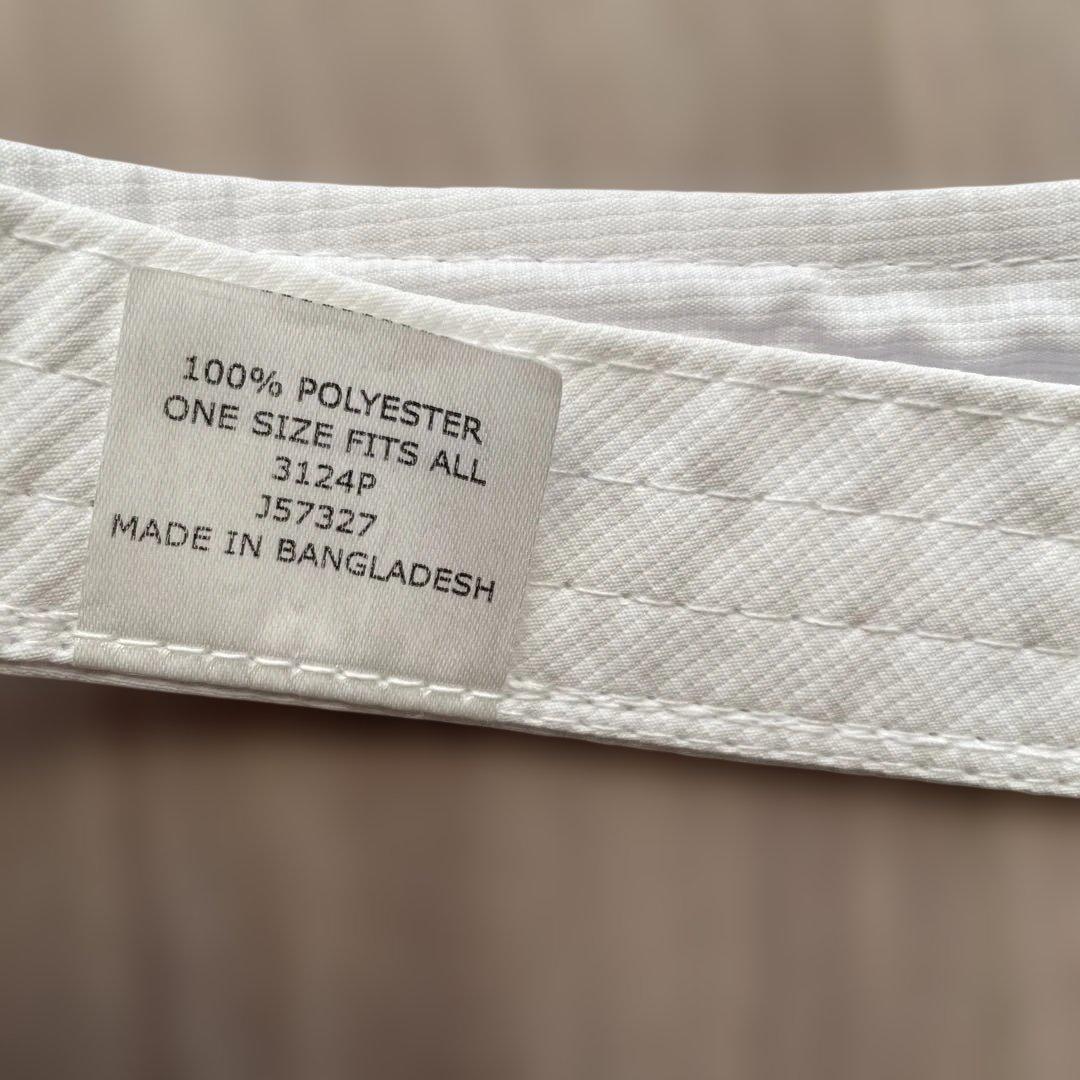 100% POLYESTER
ONE SIZE FITS ALL
3124P
J57327
MADE IN BANGLADESH